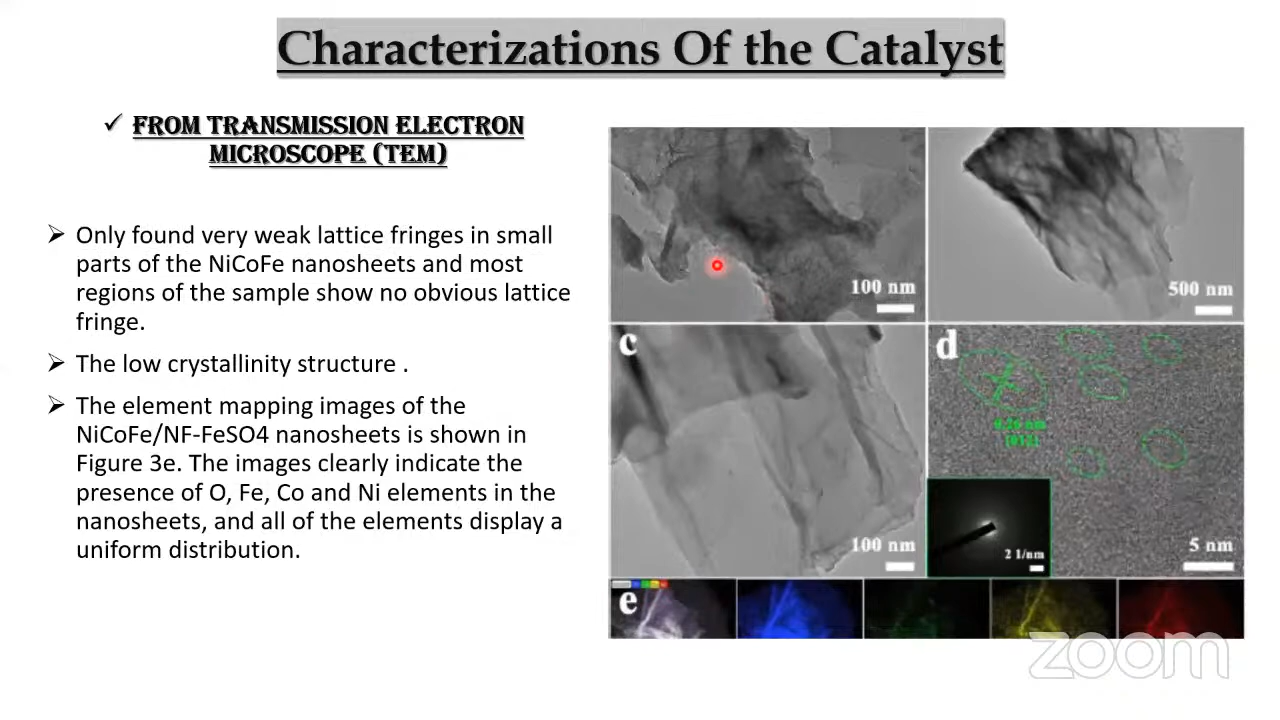 Characterizations Of the Catalyst
✓ FROM TRANSMISSION ELECTRON
MICROSCOPE (TEM)
➢ Only found very weak lattice fringes in small
parts of the NiCoFe nanosheets and most
regions of the sample show no obvious lattice
fringe.
➢ The low crystallinity structure .
➢ The element mapping images of the
NiCoFe/NF-FeSO4 nanosheets is shown in
Figure 3e. The images clearly indicate the
presence of O, Fe, Co and Ni elements in the
nanosheets, and all of the elements display a
uniform distribution.
100 nm
500 nm
c
100 nm
d
0.26 nm
[012]
2 1/nm
5 nm
e
zoom